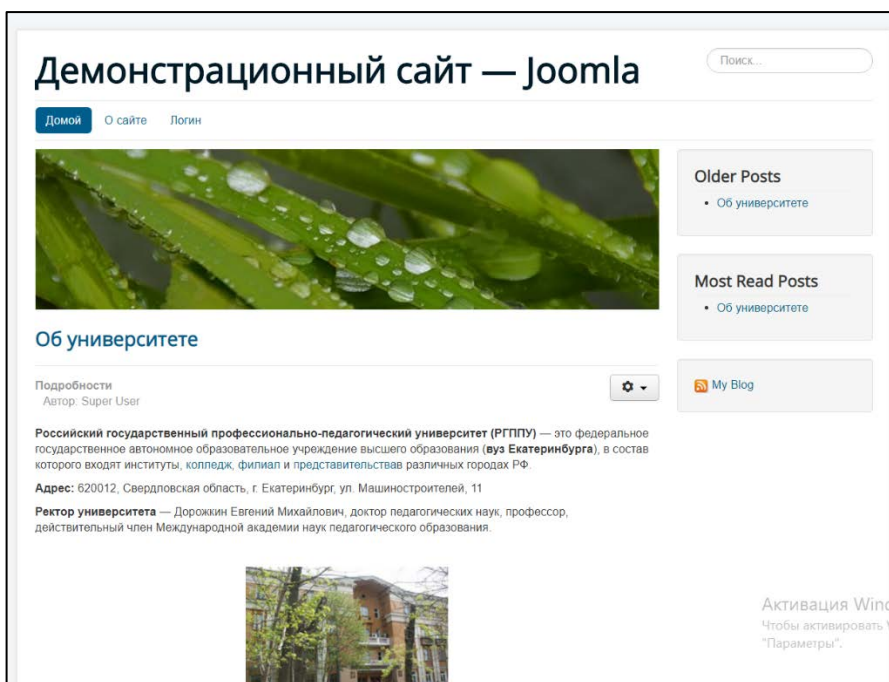 Демонстрационный сайт — Joomla
Поиск...
Домой О сайте Логин
Older Posts
• Об университете
Most Read Posts
• Об университете
My Blog
Об университете
Подробности
Автор: Super User
Российский государственный профессионально-педагогический университет (РГППУ) — это федеральное
государственное автономное образовательное учреждение высшего образования (вуз Екатеринбурга), в состав
которого входят институты, колледж, филиал и представительствав различных городах РФ.
Адрес: 620012, Свердловская область, г. Екатеринбург, ул. Машиностроителей, 11
Ректор университета — Дорожкин Евгений Михайлович, доктор педагогических наук, профессор,
действительный член Международной академии наук педагогического образования.
Активация Wind
Чтобы активировать
"Параметры".